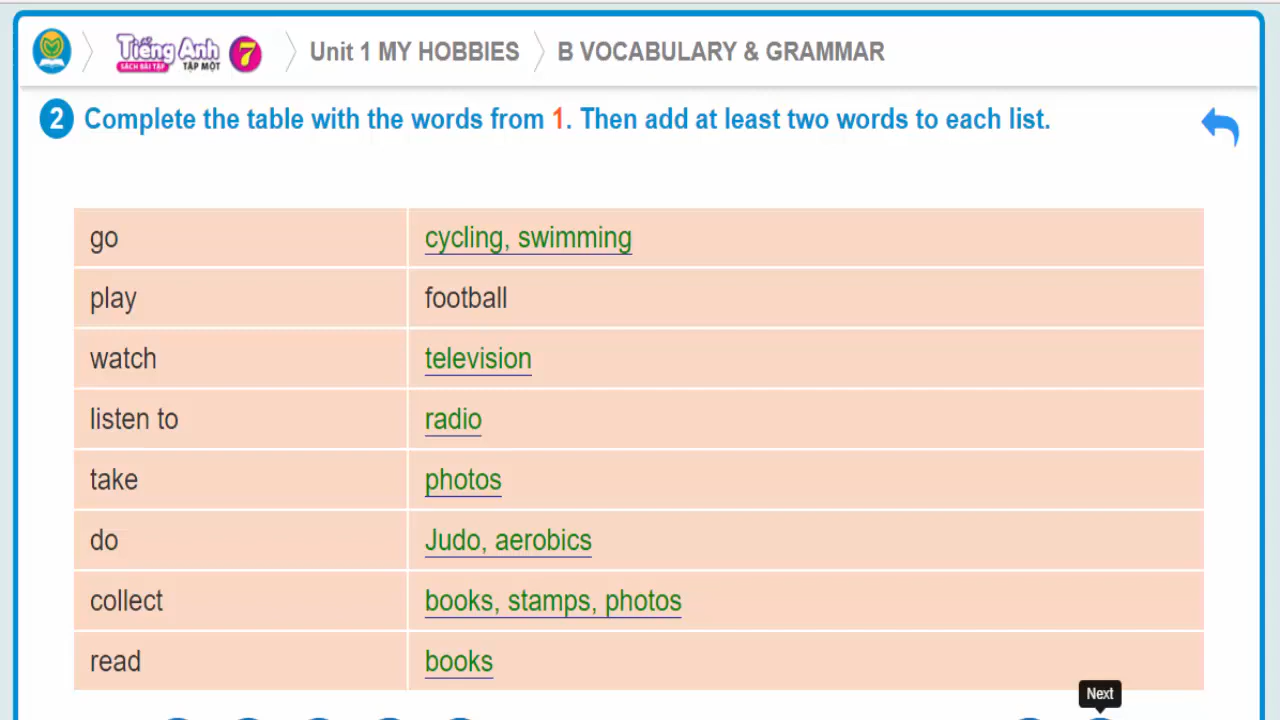 Tiếng Anh 7
SÁCH BÀI TẬP TẬP MỘT
Unit 1 MY HOBBIES
B VOCABULARY & GRAMMAR
2 Complete the table with the words from 1. Then add at least two words to each list.
go cycling, swimming
play football
watch television
listen to radio
take photos
do Judo, aerobics
collect books, stamps, photos
read books
Next